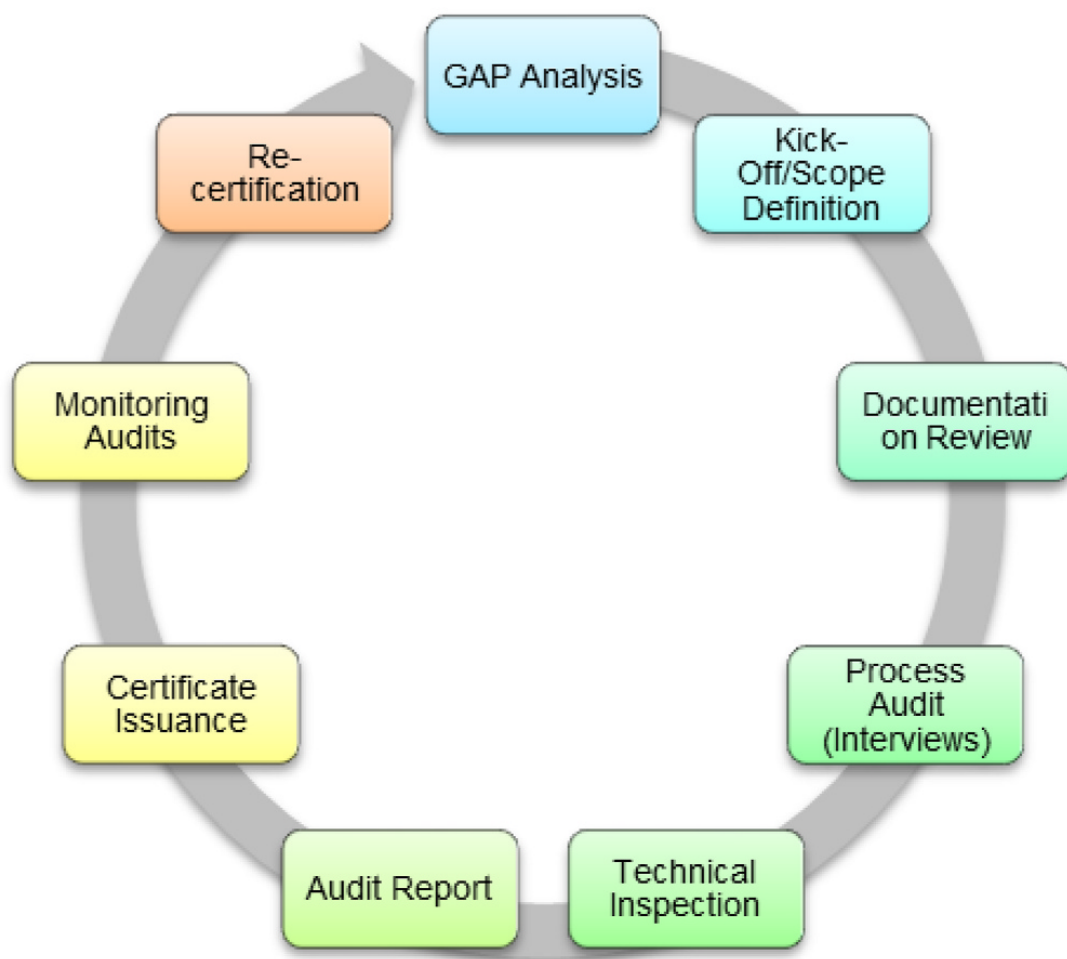 GAP Analysis
Kick-
Off/Scope
Definition
Documentati
on Review
Process
Audit
(Interviews)
Technical
Inspection
Audit Report
Certificate
Issuance
Monitoring
Audits
Re-
certification